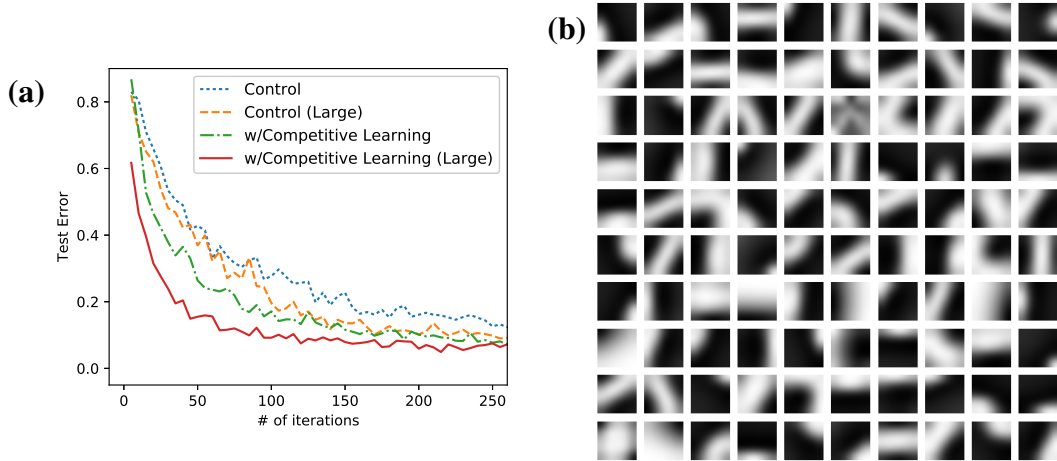 (a)
Control
Control (Large)
w/Competitive Learning
w/Competitive Learning (Large)
Test Error
0.8
0.6
0.4
0.2
0.0
0 50 100 150 200 250
# of iterations
(b)